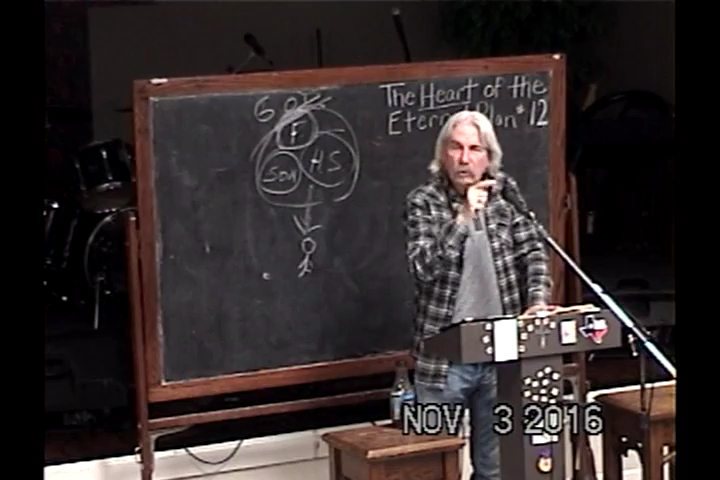 The Heart of the
Eternal Plan #12
GOD
F
SON
HS
NOV 3 2016